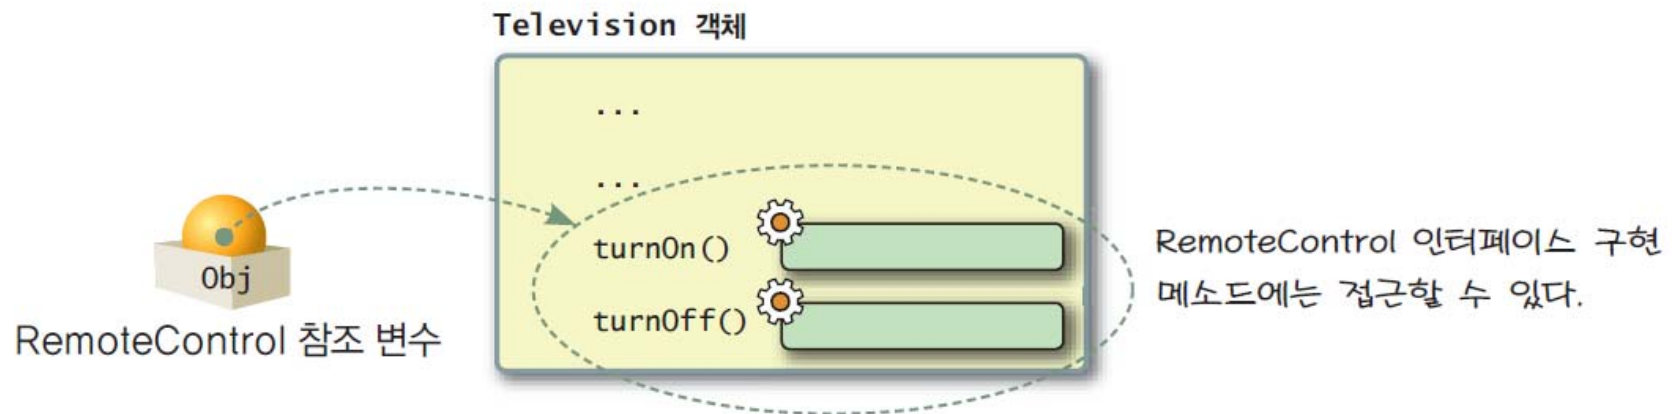 Television 객체
...
...
turnOn()
turnOff()
Obj
RemoteControl 참조 변수
RemoteControl 인터페이스 구현
메소드에는 접근할 수 있다.